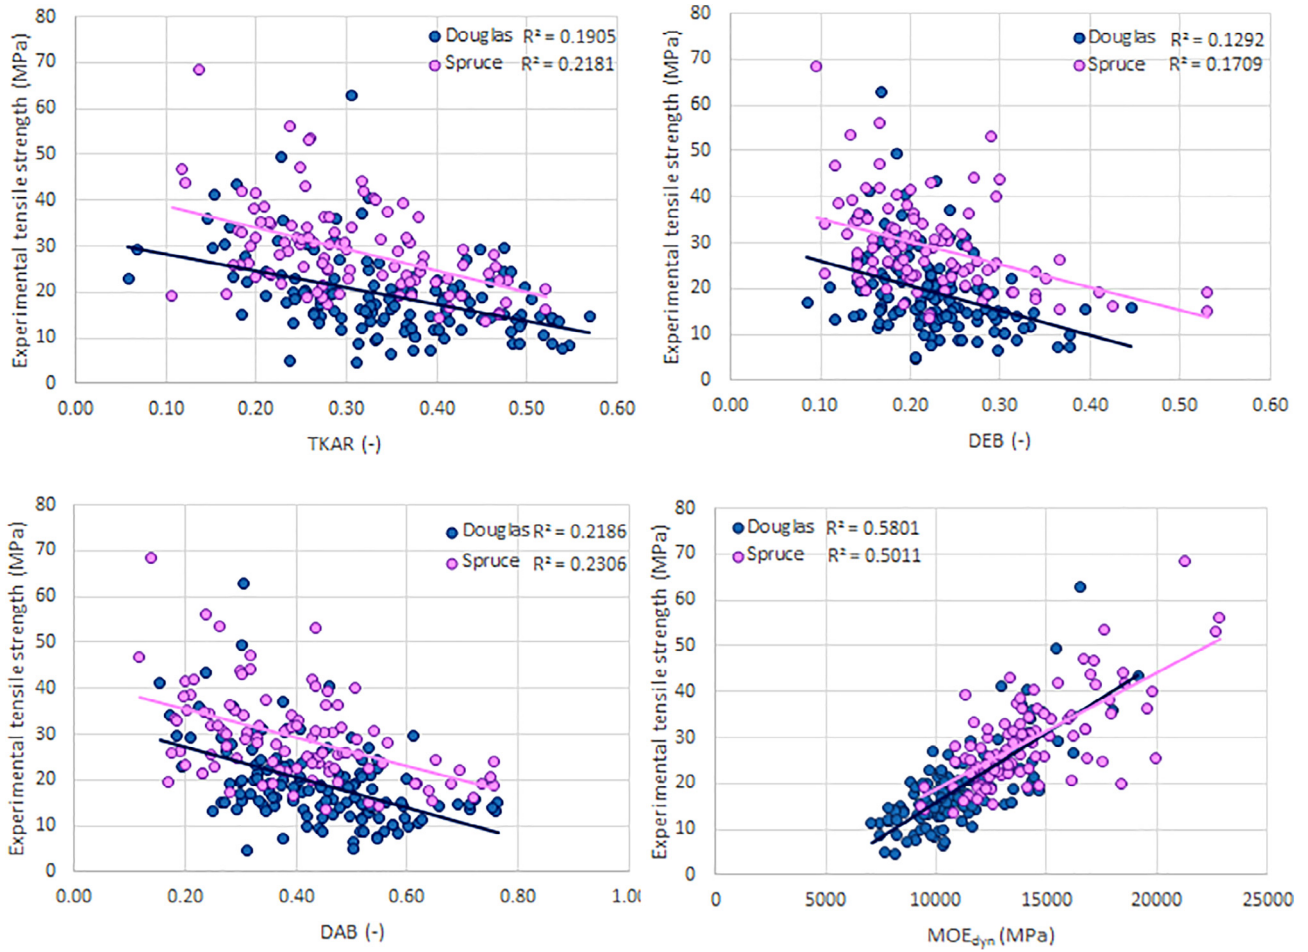 80
70
60
50
40
30
20
10
0
Experimental tensile strength (MPa)
Douglas R² = 0.1905
Spruce R² = 0.2181
0.00 0.10 0.20 0.30 0.40 0.50 0.60
TKAR (-)
80
70
60
50
40
30
20
10
0
Experimental tensile strength (MPa)
Douglas R² = 0.1292
Spruce R² = 0.1709
0.00 0.10 0.20 0.30 0.40 0.50 0.60
DEB (-)
80
70
60
50
40
30
20
10
0
Experimental tensile strength (MPa)
Douglas R² = 0.2186
Spruce R² = 0.2306
0.00 0.20 0.40 0.60 0.80 1.0
DAB (-)
80
70
60
50
40
30
20
10
0
Experimental tensile strength (MPa)
Douglas R² = 0.5801
Spruce R² = 0.5011
0 5000 10000 15000 20000 25000
MOEdyn (MPa)